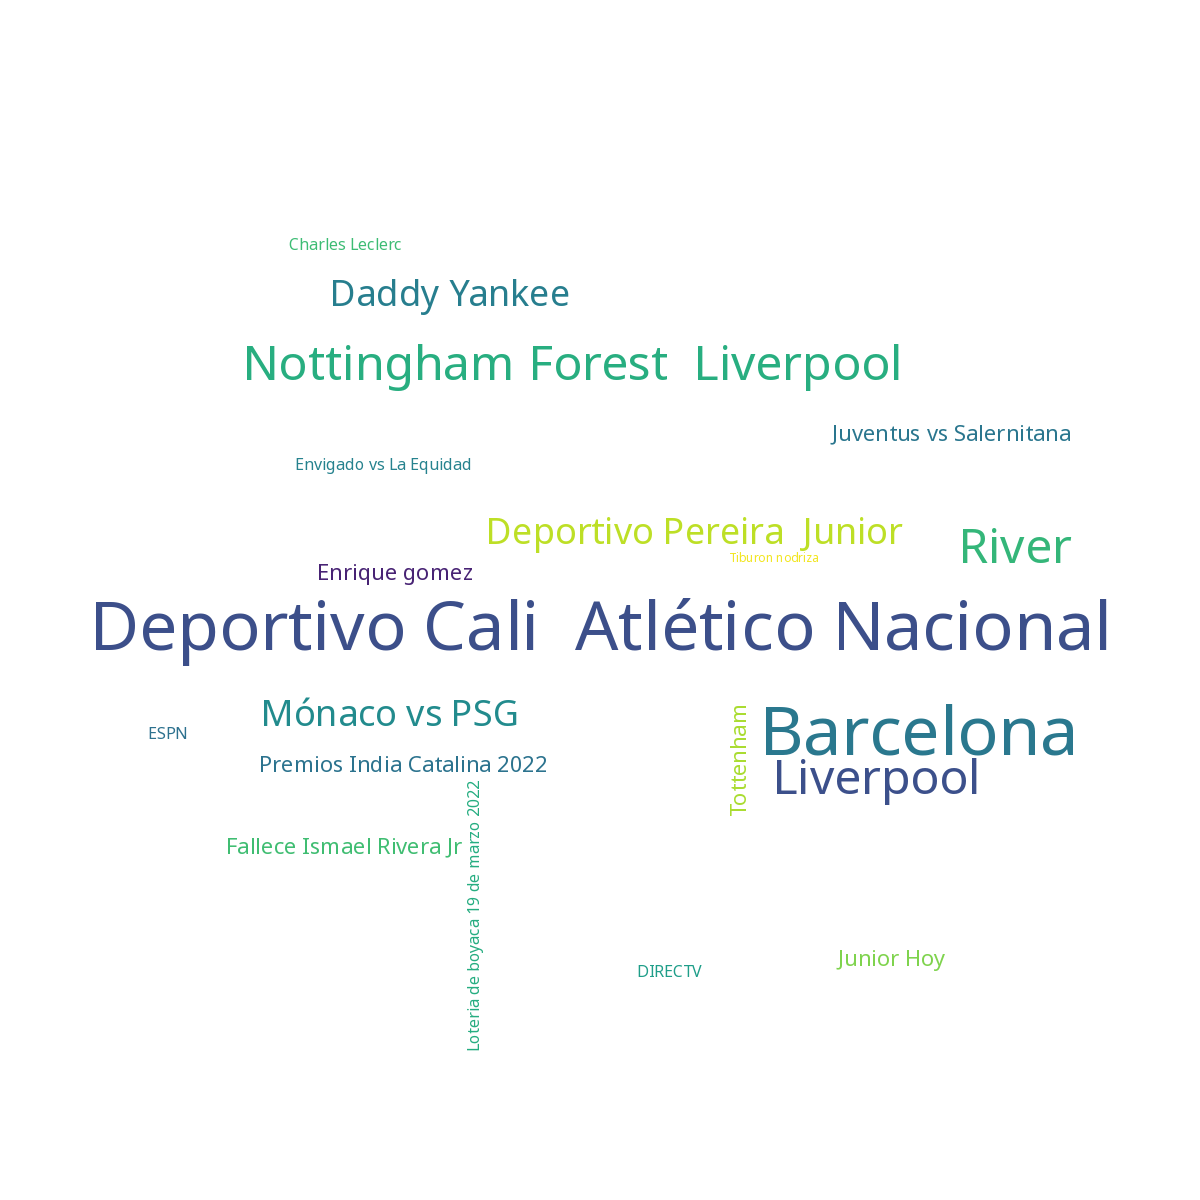 Charles Leclerc
Daddy Yankee
Nottingham Forest Liverpool
Juventus vs Salernitana
Envigado vs La Equidad
Deportivo Pereira Junior
River
Tiburon nodriza
Enrique gomez
Deportivo Cali Atlético Nacional
Mónaco vs PSG
Barcelona
ESPN
Tottenham
Premios India Catalina 2022
Liverpool
Fallece Ismael Rivera Jr
Loteria de boyaca 19 de marzo 2022
Junior Hoy
DIRECTV